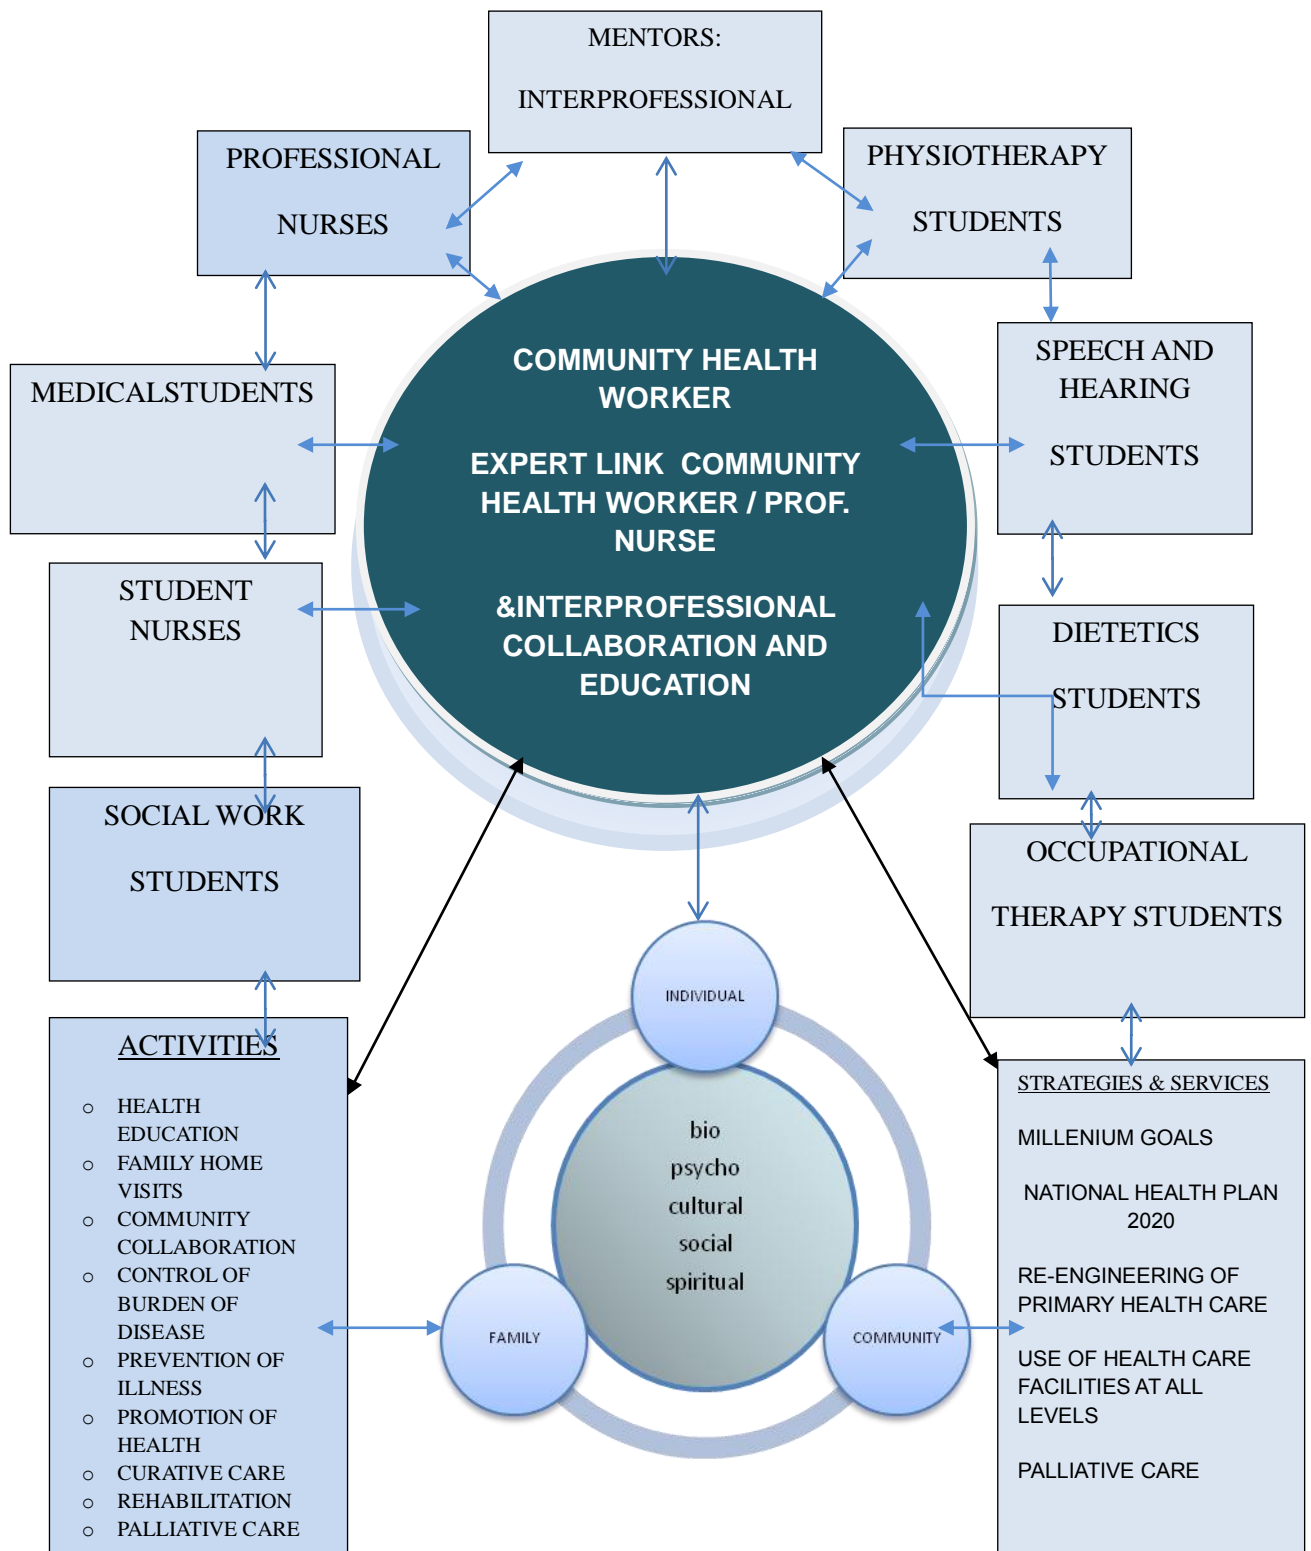 MENTORS:
INTERPROFESSIONAL
PROFESSIONAL
NURSES
PHYSIOTHERAPY
STUDENTS
COMMUNITY HEALTH
WORKER
EXPERT LINK  COMMUNITY
HEALTH WORKER / PROF.
NURSE
&INTERPROFESSIONAL
COLLABORATION AND
EDUCATION
MEDICALSTUDENTS
SPEECH AND
HEARING
STUDENTS
STUDENT
NURSES
DIETETICS
STUDENTS
SOCIAL WORK
STUDENTS
OCCUPATIONAL
THERAPY STUDENTS
INDIVIDUAL
bio
psycho
cultural
social
spiritual
FAMILY
COMMUNITY
ACTIVITIES
o HEALTH
EDUCATION
o FAMILY HOME
VISITS
o COMMUNITY
COLLABORATION
o CONTROL OF
BURDEN OF
DISEASE
o PREVENTION OF
ILLNESS
o PROMOTION OF
HEALTH
o CURATIVE CARE
o REHABILITATION
o PALLIATIVE CARE
STRATEGIES & SERVICES
MILLENIUM GOALS
NATIONAL HEALTH PLAN
2020
RE-ENGINEERING OF
PRIMARY HEALTH CARE
USE OF HEALTH CARE
FACILITIES AT ALL
LEVELS
PALLIATIVE CARE